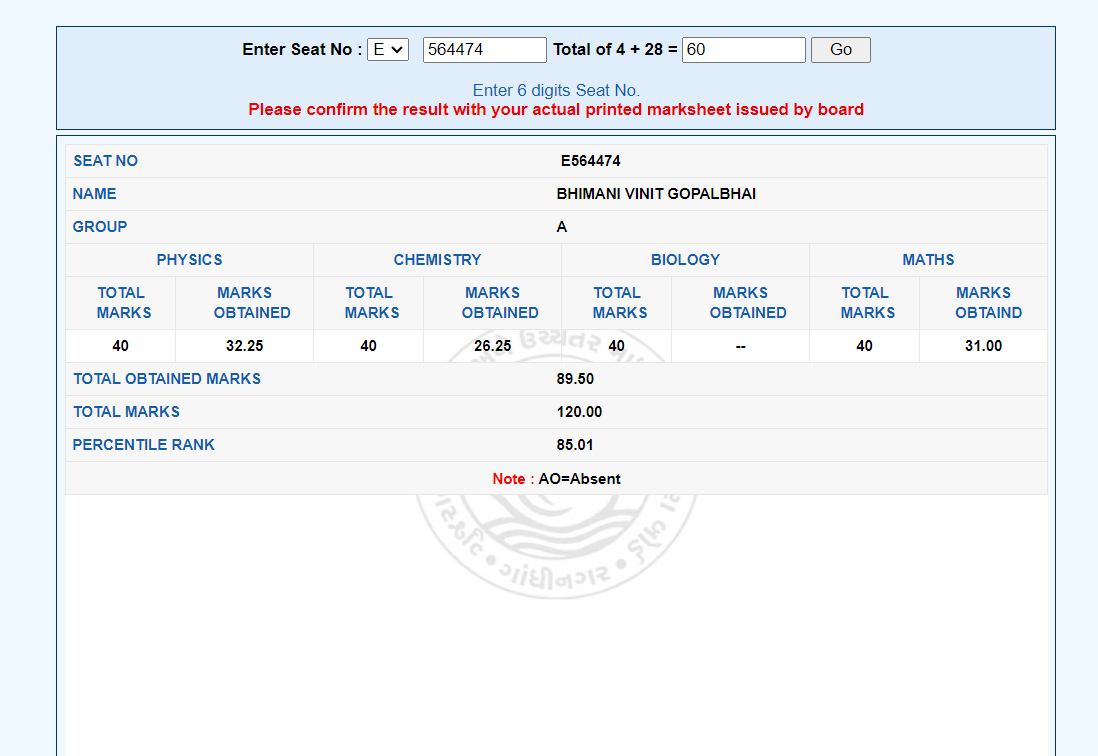 Enter Seat No : E 564474 Total of 4 + 28 = 60 Go
Enter 6 digits Seat No.
Please confirm the result with your actual printed marksheet issued by board
SEAT NO E564474
NAME BHIMANI VINIT GOPALBHAI
GROUP A
PHYSICS CHEMISTRY BIOLOGY MATHS
TOTAL MARKS TOTAL MARKS TOTAL MARKS TOTAL MARKS
MARKS OBTAINED MARKS OBTAINED MARKS OBTAINED MARKS OBTAIND
40 32.25 40 26.25 40 -- 40 31.00
TOTAL OBTAINED MARKS 89.50
TOTAL MARKS 120.00
PERCENTILE RANK 85.01
Note : AO=Absent
ગાંધીનગર